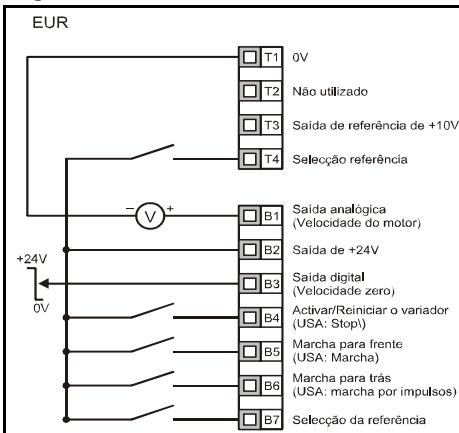 EUR
T1 0V
T2 Não utilizado
T3 Saída de referência de +10V
T4 Selecção referência
− V +
B1 Saída analógica
(Velocidade do motor)
B2 Saída de +24V
+24V
0V
B3 Saída digital
(Velocidade zero)
B4 Activar/Reiniciar o variador
(USA: Stop\)
B5 Marcha para frente
(USA: Marcha)
B6 Marcha para trás
(USA: marcha por impulsos)
B7 Selecção da referência